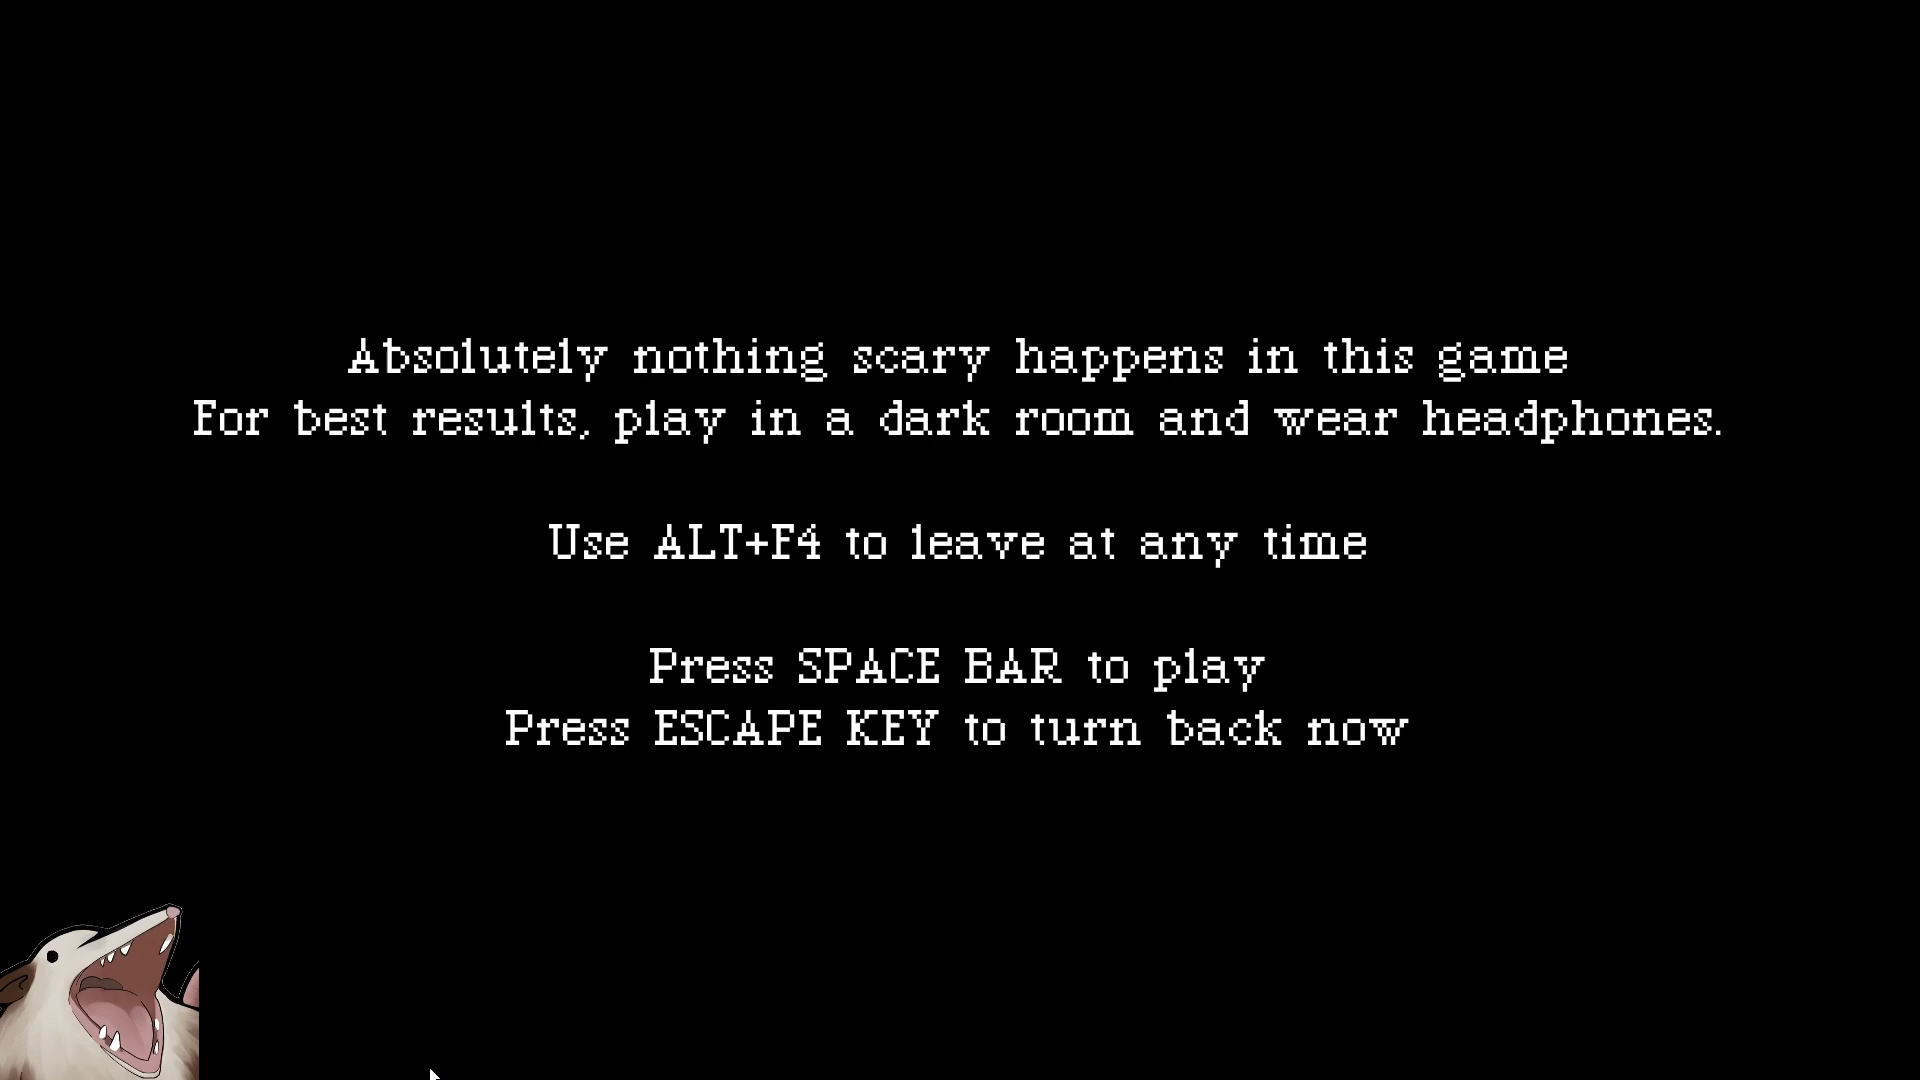 Absolutely nothing scary happens in this game
For best results, play in a dark room and wear headphones.
Use ALT+F4 to leave at any time
Press SPACE BAR to play
Press ESCAPE KEY to turn back now